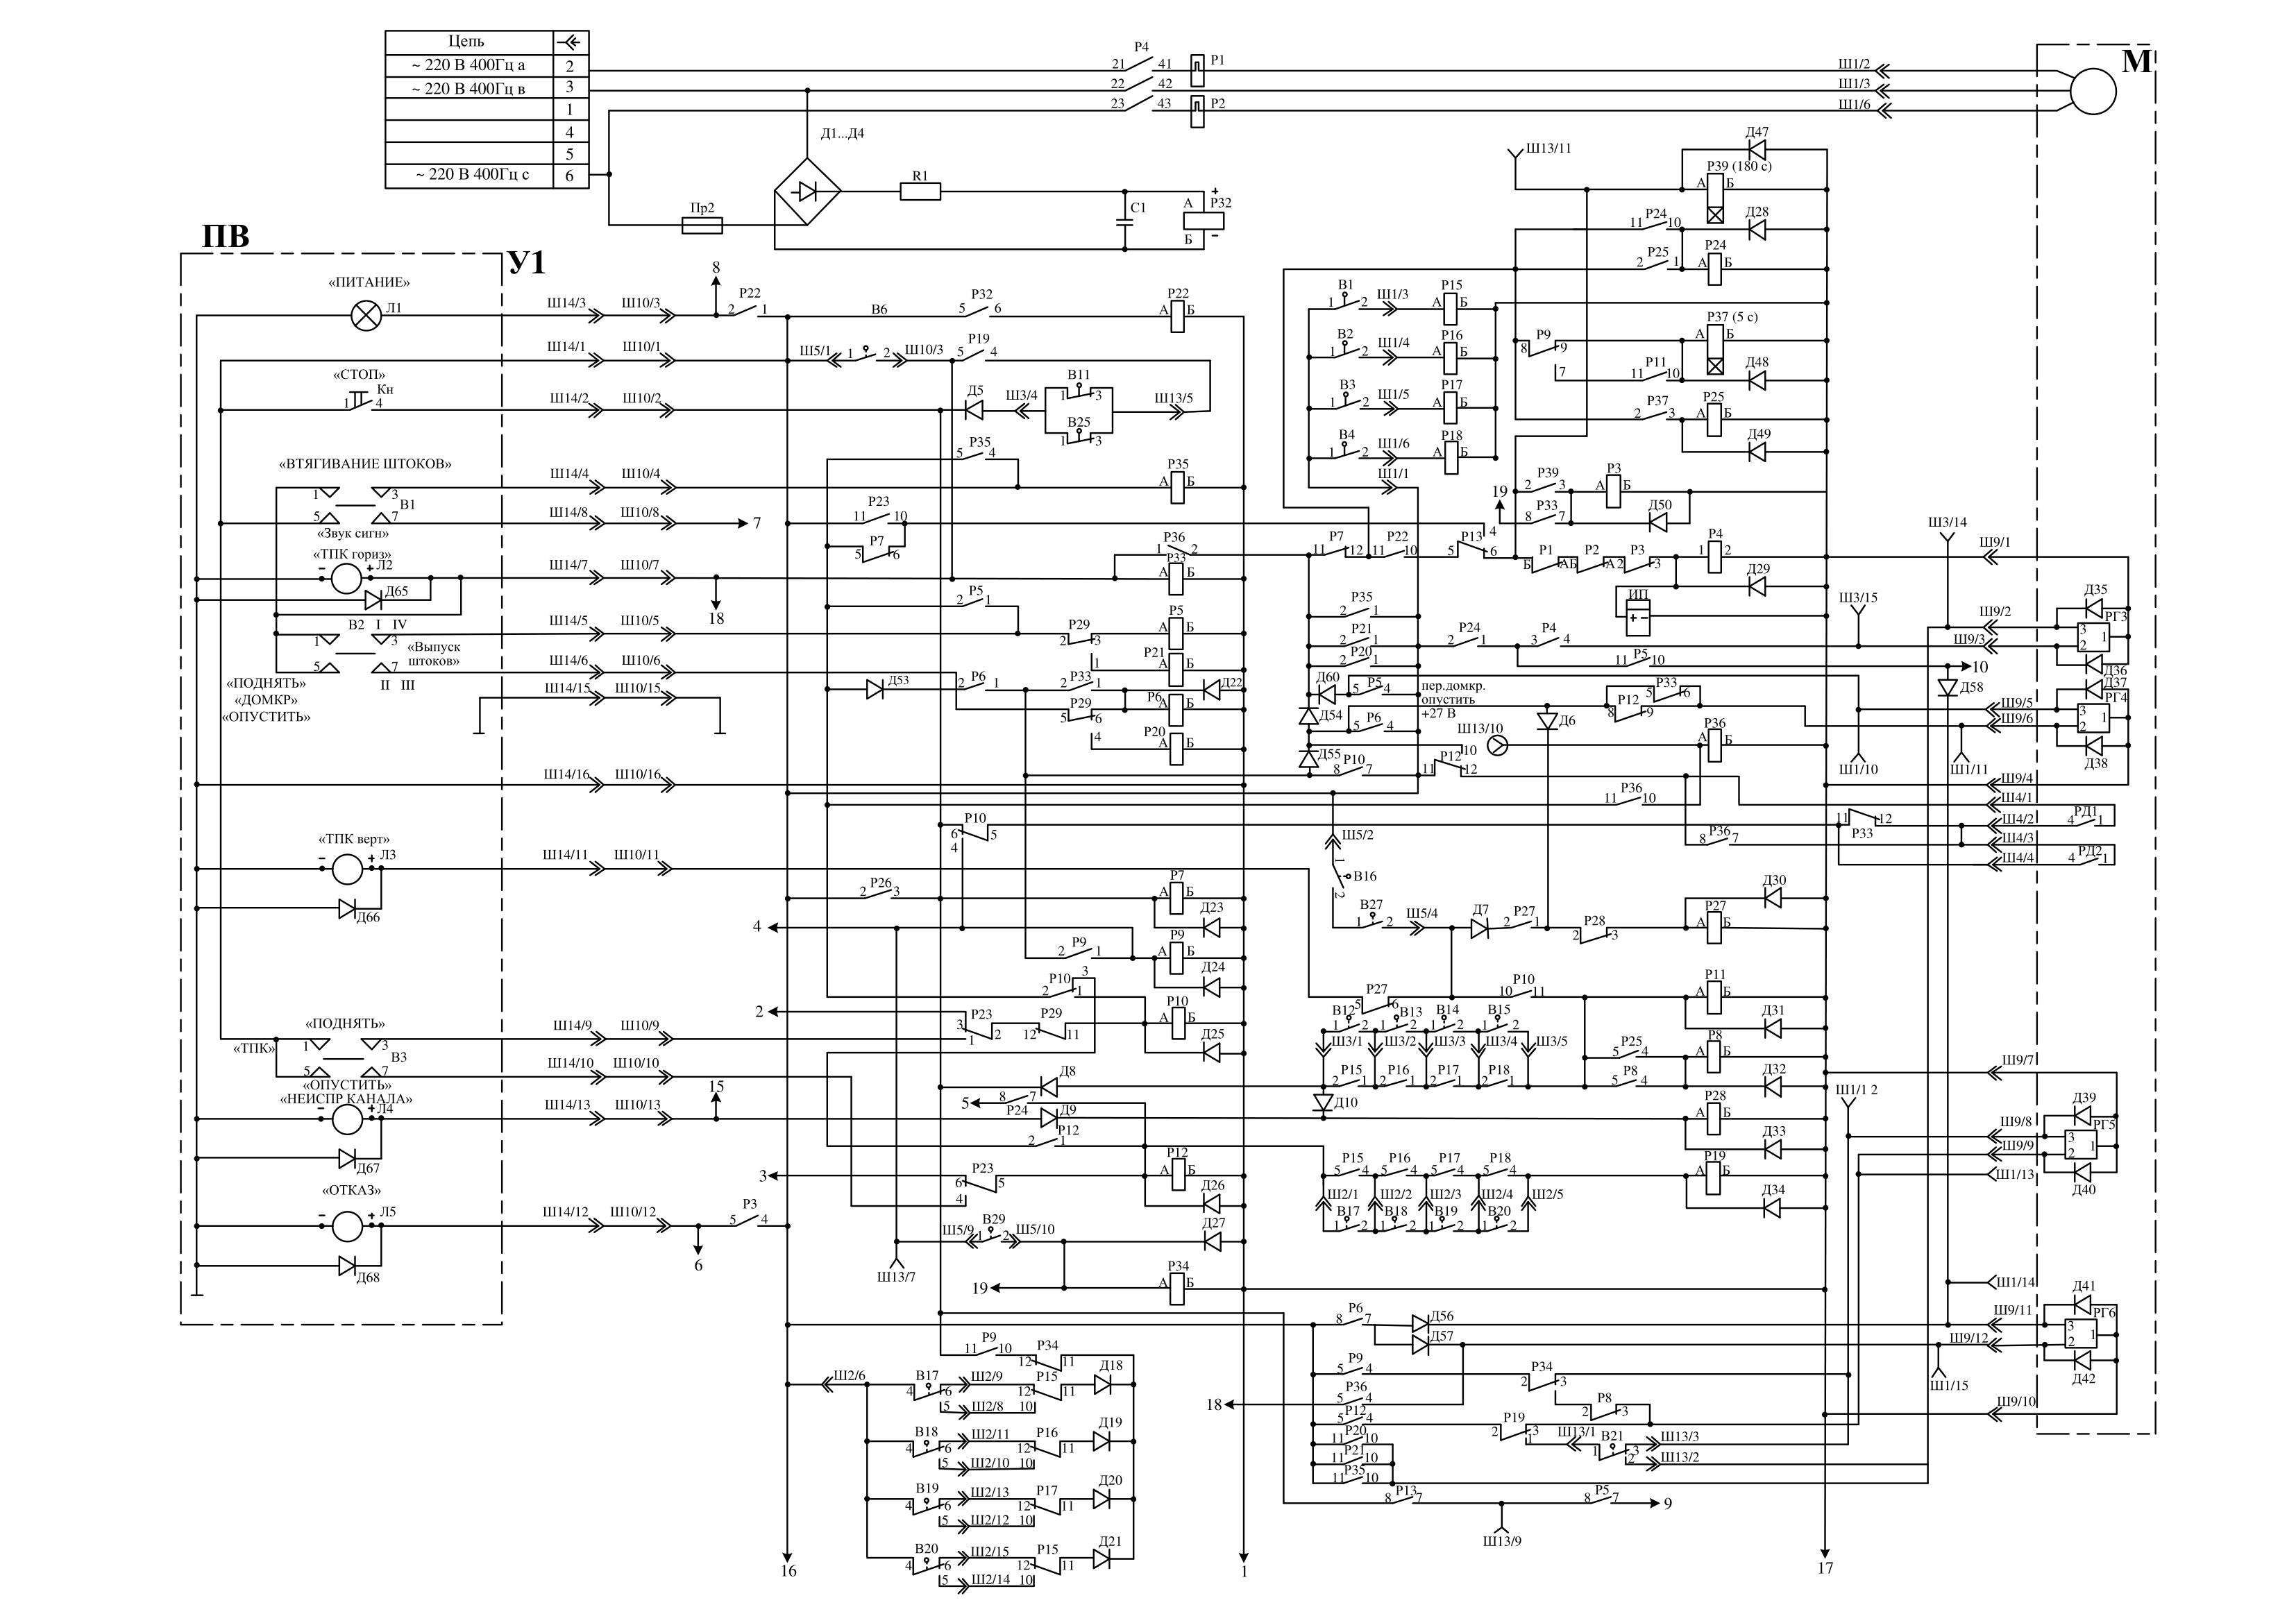 Цепь
~ 220 В 400Гц а 2
~ 220 В 400Гц в 3
1
4
5
~ 220 В 400Гц с 6
Р4
21 41
22 42
23 43
Р1
Р2
Ш1/2
Ш1/3
Ш1/6
М
Д1...Д4
Пр2
R1
С1
+
А Р32
Б
–
ПВ
У1
«ПИТАНИЕ»
Л1
Ш14/3 Ш10/3
8
Р22
2 1
В6
Р32
5 6
Р22
А Б
Ш14/1 Ш10/1
Ш5/1 1 2 Ш10/3
Р19
5 4
«СТОП»
Кн
1 4
Ш14/2 Ш10/2
Д5
Ш3/4
В11
1 3
В25
1 3
Ш13/5
Р35
5 4
«ВТЯГИВАНИЕ ШТОКОВ»
1 3
В1
5 7
«Звук сигн»
Ш14/4 Ш10/4
Р35
А Б
Ш14/8 Ш10/8
7
Р23
11 10
Р7
5 6
«ТПК гориз»
- + Л2
Д65
Ш14/7 Ш10/7
18
Р36
1 2
Р33
А Б
Р5
2 1
В2 I IV
1 3
«Выпуск
штоков»
5 7
II III
«ПОДНЯТЬ»
«ДОМКР»
«ОПУСТИТЬ»
Ш14/5 Ш10/5
Р29
2 3
1
Р5
А Б
Р21
А Б
Ш14/6 Ш10/6
Ш14/15 Ш10/15
Д53
Р6
2 1
Р33
2 1
Д22
Р29
5 6
4
Р6
А Б
Р20
А Б
Ш14/16 Ш10/16
«ТПК верт»
- + Л3
Д66
Ш14/11 Ш10/11
Р10
6 5
4
Р26
2 3
Р7
А Б
Д23
4
Р9
2 1
Р9
А Б
Д24
Р10
3
2 1
2
Р23
3 2
1
Р29
12 11
Р10
А Б
Д25
«ПОДНЯТЬ»
«ТПК»
1 3
В3
5 7
«ОПУСТИТЬ»
Ш14/9 Ш10/9
Ш14/10 Ш10/10
«НЕИСПР КАНАЛА»
- + Л4
Д67
Ш14/13 Ш10/13
15
Д8
5
8 7
Р24
Д9
Р12
2 1
3
Р23
6 5
4
Р12
А Б
Д26
«ОТКАЗ»
- + Л5
Д68
Ш14/12 Ш10/12
6
Р3
5 4
Ш5/9
В29
1 2
Ш5/10
Д27
Ш13/7
19
Р34
А Б
Р9
11 10
Р34
12 11
Ш2/6
В17
4 6
5
Ш2/9
Ш2/8
Р15
12 11
10
Д18
В18
4 6
5
Ш2/11
Ш2/10
Р16
12 11
10
Д19
В19
4 6
5
Ш2/13
Ш2/12
Р17
12 11
10
Д20
В20
4 6
5
Ш2/15
Ш2/14
Р15
12 11
10
Д21
16
1
17
Ш13/11
Д47
Р39 (180 с)
А Б
Р24
11 10
Д28
Р25
2 1
Р24
А Б
В1
1 2
Ш1/3
Р15
А Б
В2
1 2
Ш1/4
Р16
А Б
В3
1 2
Ш1/5
Р17
А Б
В4
1 2
Ш1/6
Р18
А Б
Ш1/1
Р37 (5 с)
А Б
Р9
8 9
7
Р11
11 10
Д48
Р37
2 3
Р25
А Б
Д49
Р39
2 3
Р3
А Б
19
Р33
8 7
Д50
Р7
11 12
Р22
11 10
Р13
4
5 6
Р1
Б А
Р2
Б А
Р3
2 3
Р4
1 2
Д29
ИП
+ −
Р35
2 1
Р21
2 1
Р20
2 1
Р24
2 1
Р4
3 4
Р5
11 10
10
Д60
Р5
5 4
пер.домкр.
опустить
+27 В
Д54
Р6
5 4
Ш13/10
Д6
Р33
5 6
Р12
8 9
Р36
А Б
Д55
Р10
8 7
Р12
10
11 12
Р36
11 10
Р36
8 7
11 12
Р33
Ш3/14
Ш9/1
Ш3/15
Ш9/2
Ш9/3
Д35
РГ3
3
2
1
Д36
Д58
Д37
РГ4
3
2
1
Д38
Ш9/5
Ш9/6
Ш1/10
Ш1/11
Ш9/4
Ш4/1
Ш4/2
Ш4/3
Ш4/4
РД1
4 1
РД2
4 1
Ш5/2
1
В16
2
В27
1 2
Ш5/4
Д7
Р27
2 1
Р28
2 3
Д30
Р27
А Б
Р27
5 6
Р10
10 11
Р11
А Б
Д31
В12
1 2
В13
1 2
В14
1 2
В15
1 2
Ш3/1 Ш3/2 Ш3/3 Ш3/4 Ш3/5
Р15
2 1
Р16
2 1
Р17
2 1
Р18
2 1
Р25
5 4
Р8
А Б
Р8
5 4
Д32
Д10
Р28
А Б
Д33
Р15
5 4
Р16
5 4
Р17
5 4
Р18
5 4
Р19
А Б
Д34
Ш2/1 Ш2/2 Ш2/3 Ш2/4 Ш2/5
В17
1 2
В18
1 2
В19
1 2
В20
1 2
Ш9/7
Ш1/1 2
Ш9/8
Ш9/9
Ш1/13
Д39
РГ5
3
2
1
Д40
Ш1/14
Д41
РГ6
3
2
1
Д42
Ш9/11
Ш9/12
Ш1/15
Ш9/10
Р6
8 7
Д56
Д57
Р9
5 4
Р34
2 3
Р36
5 4
18
Р8
2 3
Р12
5 4
Р19
2 3
1
Р20
11 10
Р21
11 10
Р35
11 10
Ш13/1
В21
1 3
2
Ш13/3
Ш13/2
Р13
8 7
Р5
8 7
9
Ш13/9